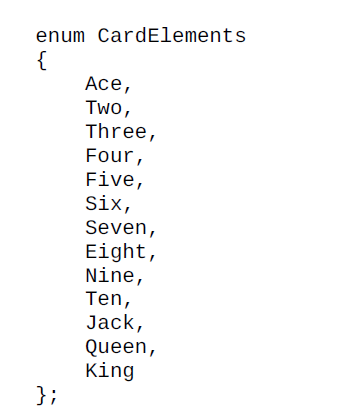 enum CardElements
{
    Ace,
    Two,
    Three,
    Four,
    Five,
    Six,
    Seven,
    Eight,
    Nine,
    Ten,
    Jack,
    Queen,
    King
};